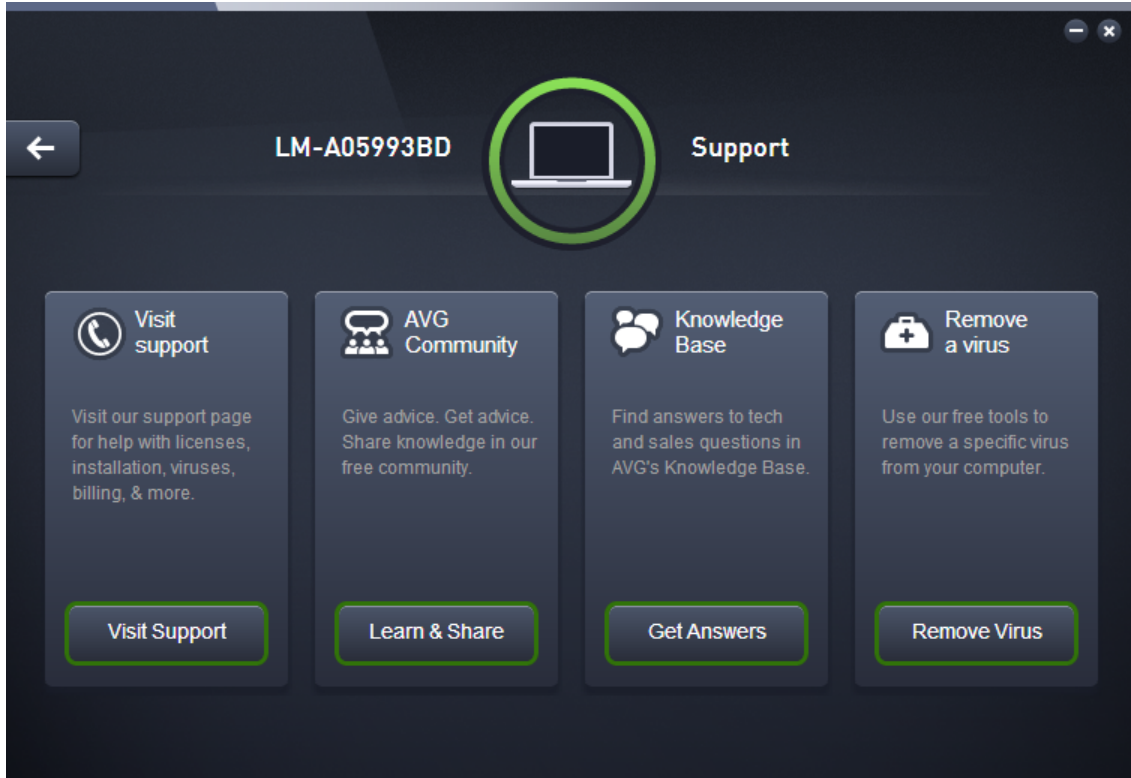 LM-A05993BD
Support
Visit
support
Visit our support page
for help with licenses,
installation, viruses,
billing, & more.
Visit Support
AVG
Community
Give advice. Get advice.
Share knowledge in our
free community.
Learn & Share
Knowledge
Base
Find answers to tech
and sales questions in
AVG's Knowledge Base.
Get Answers
Remove
a virus
Use our free tools to
remove a specific virus
from your computer.
Remove Virus